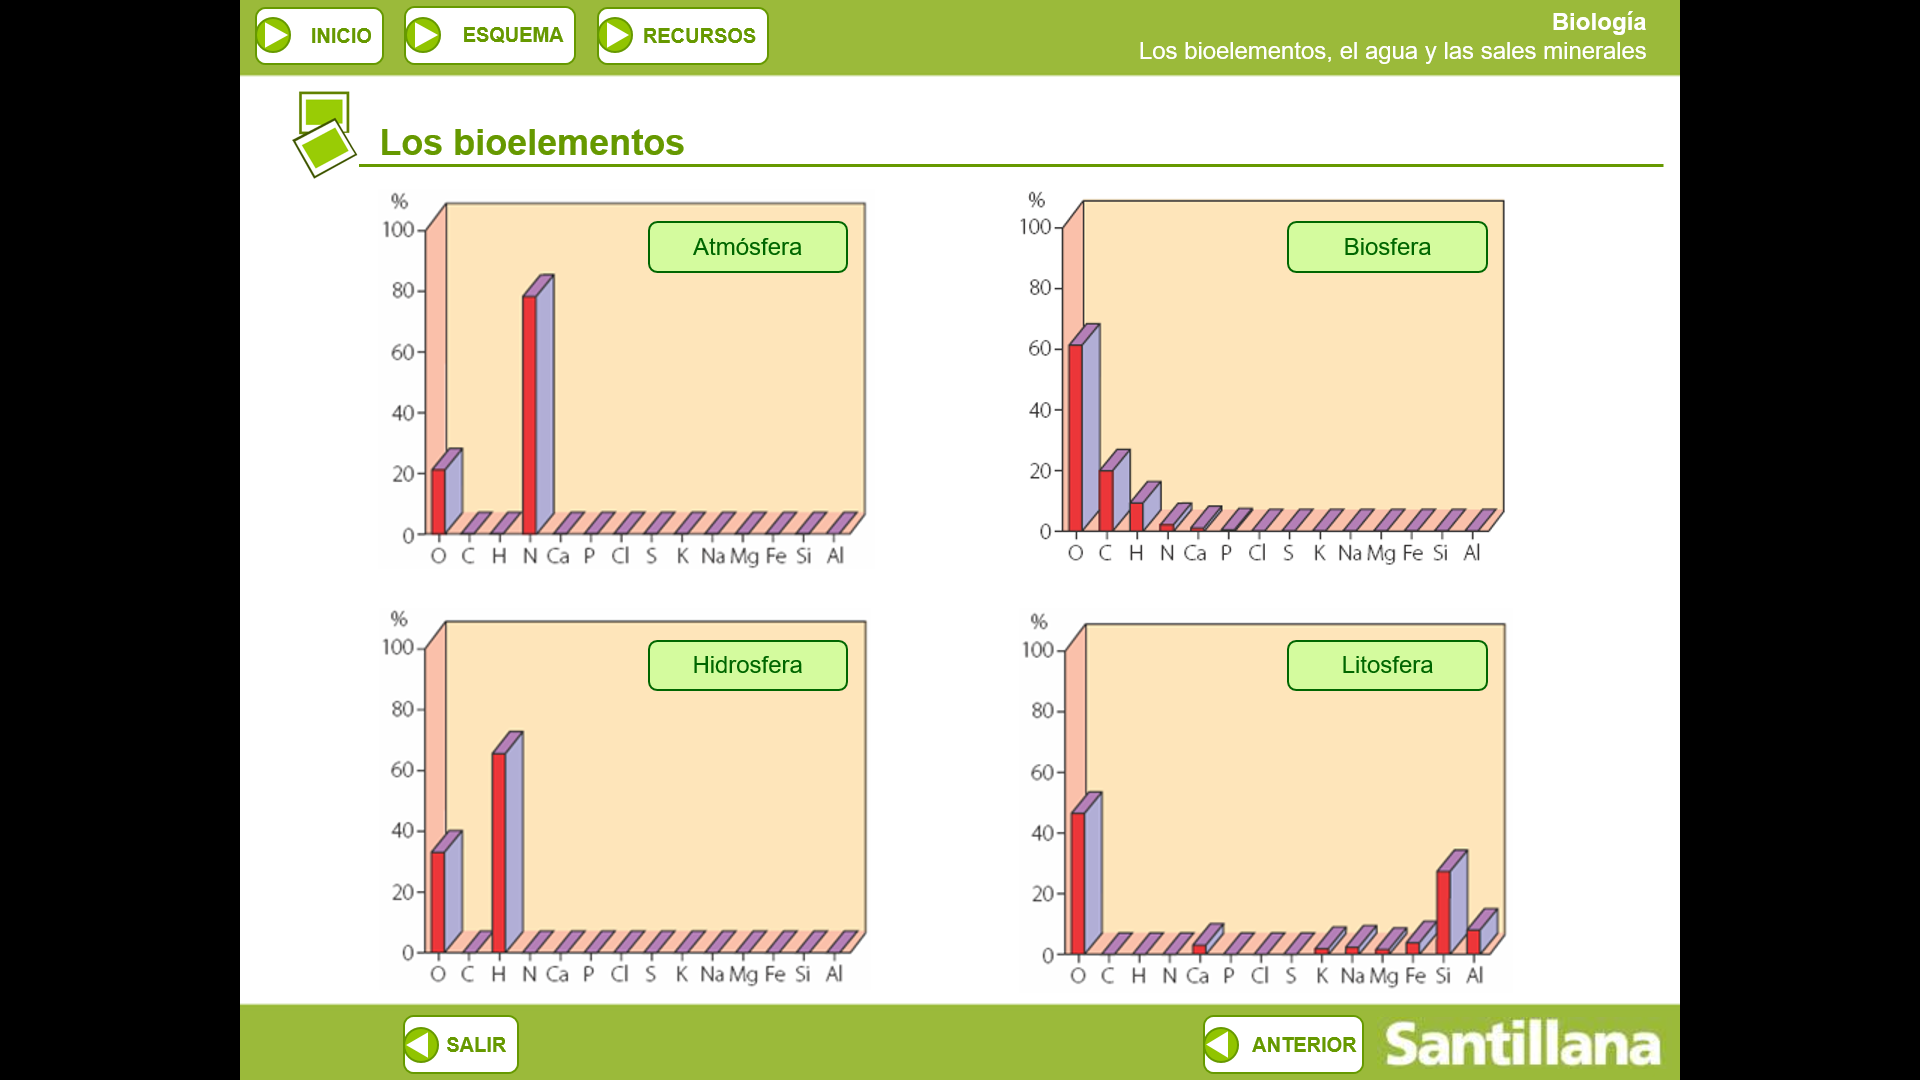 INICIO
ESQUEMA
RECURSOS
Biología
Los bioelementos, el agua y las sales minerales
Los bioelementos
%
100
80
60
40
20
0
O C H N Ca P Cl S K Na Mg Fe Si Al
Atmósfera
%
100
80
60
40
20
0
O C H N Ca P Cl S K Na Mg Fe Si Al
Biosfera
%
100
80
60
40
20
0
O C H N Ca P Cl S K Na Mg Fe Si Al
Hidrosfera
%
100
80
60
40
20
0
O C H N Ca P Cl S K Na Mg Fe Si Al
Litosfera
SALIR
ANTERIOR
Santillana